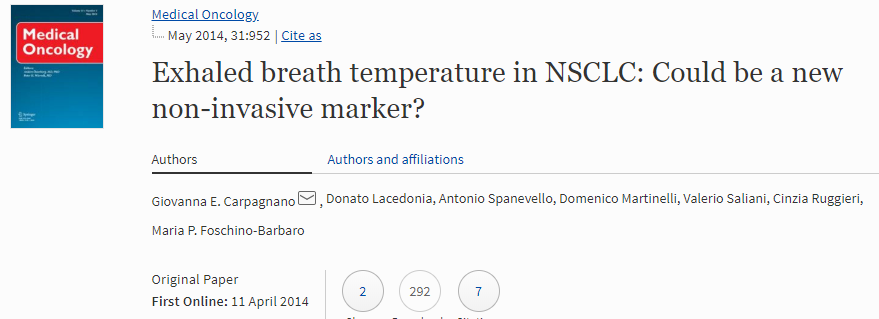 Medical Oncology
May 2014, 31:952 | Cite as
Medical
Oncology
Exhaled breath temperature in NSCLC: Could be a new
non-invasive marker?
Authors
Authors and affiliations
Giovanna E. Carpagnano , Donato Lacedonia, Antonio Spanevello, Domenico Martinelli, Valerio Saliani, Cinzia Ruggieri,
Maria P. Foschino-Barbaro
Original Paper
First Online: 11 April 2014
2
292
7